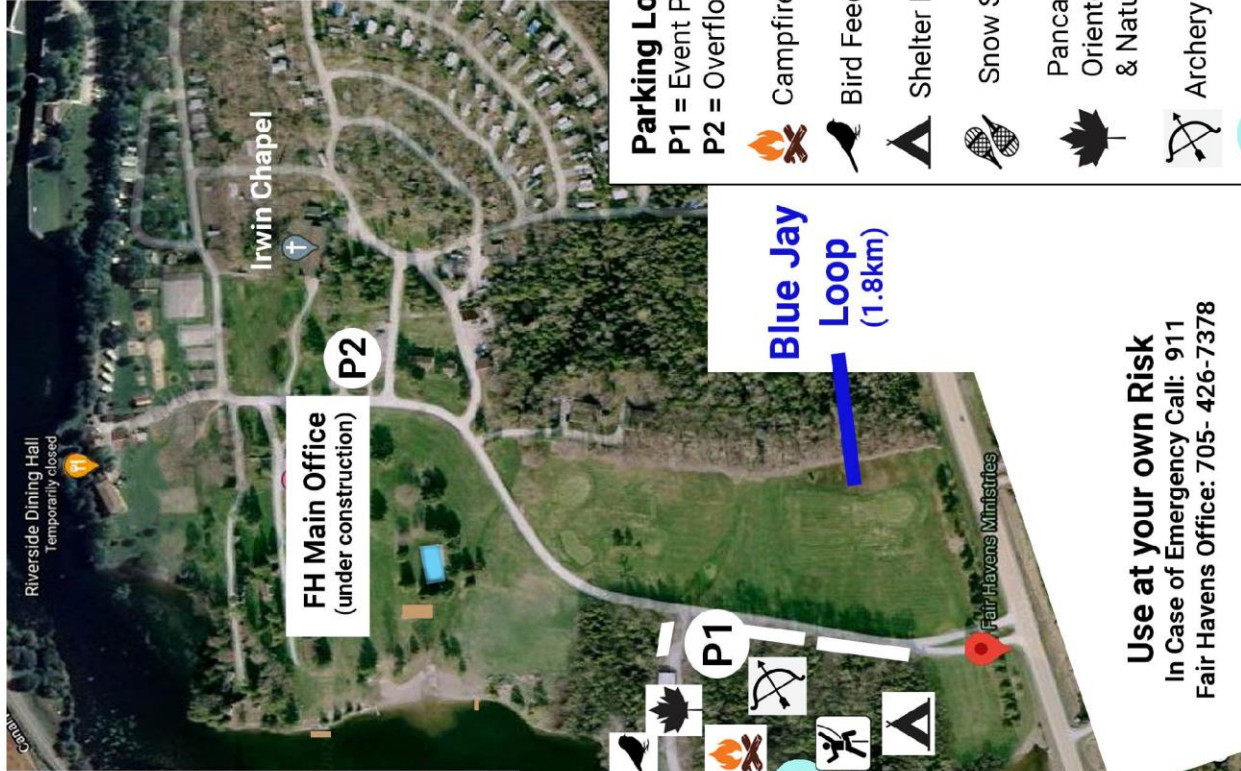 Riverside Dining Hall
Temporarily closed
Irwin Chapel
P2
FH Main Office
(under construction)
P1
Fair Havens Ministries
Blue Jay
Loop
(1.8km)
Parking Lo
P1 = Event P
P2 = Overflo
Campfire
Bird Feed
Shelter
Snow S
Panca
Orient
& Natu
Archery
Use at your own Risk
In Case of Emergency Call: 911
Fair Havens Office: 705- 426-7378